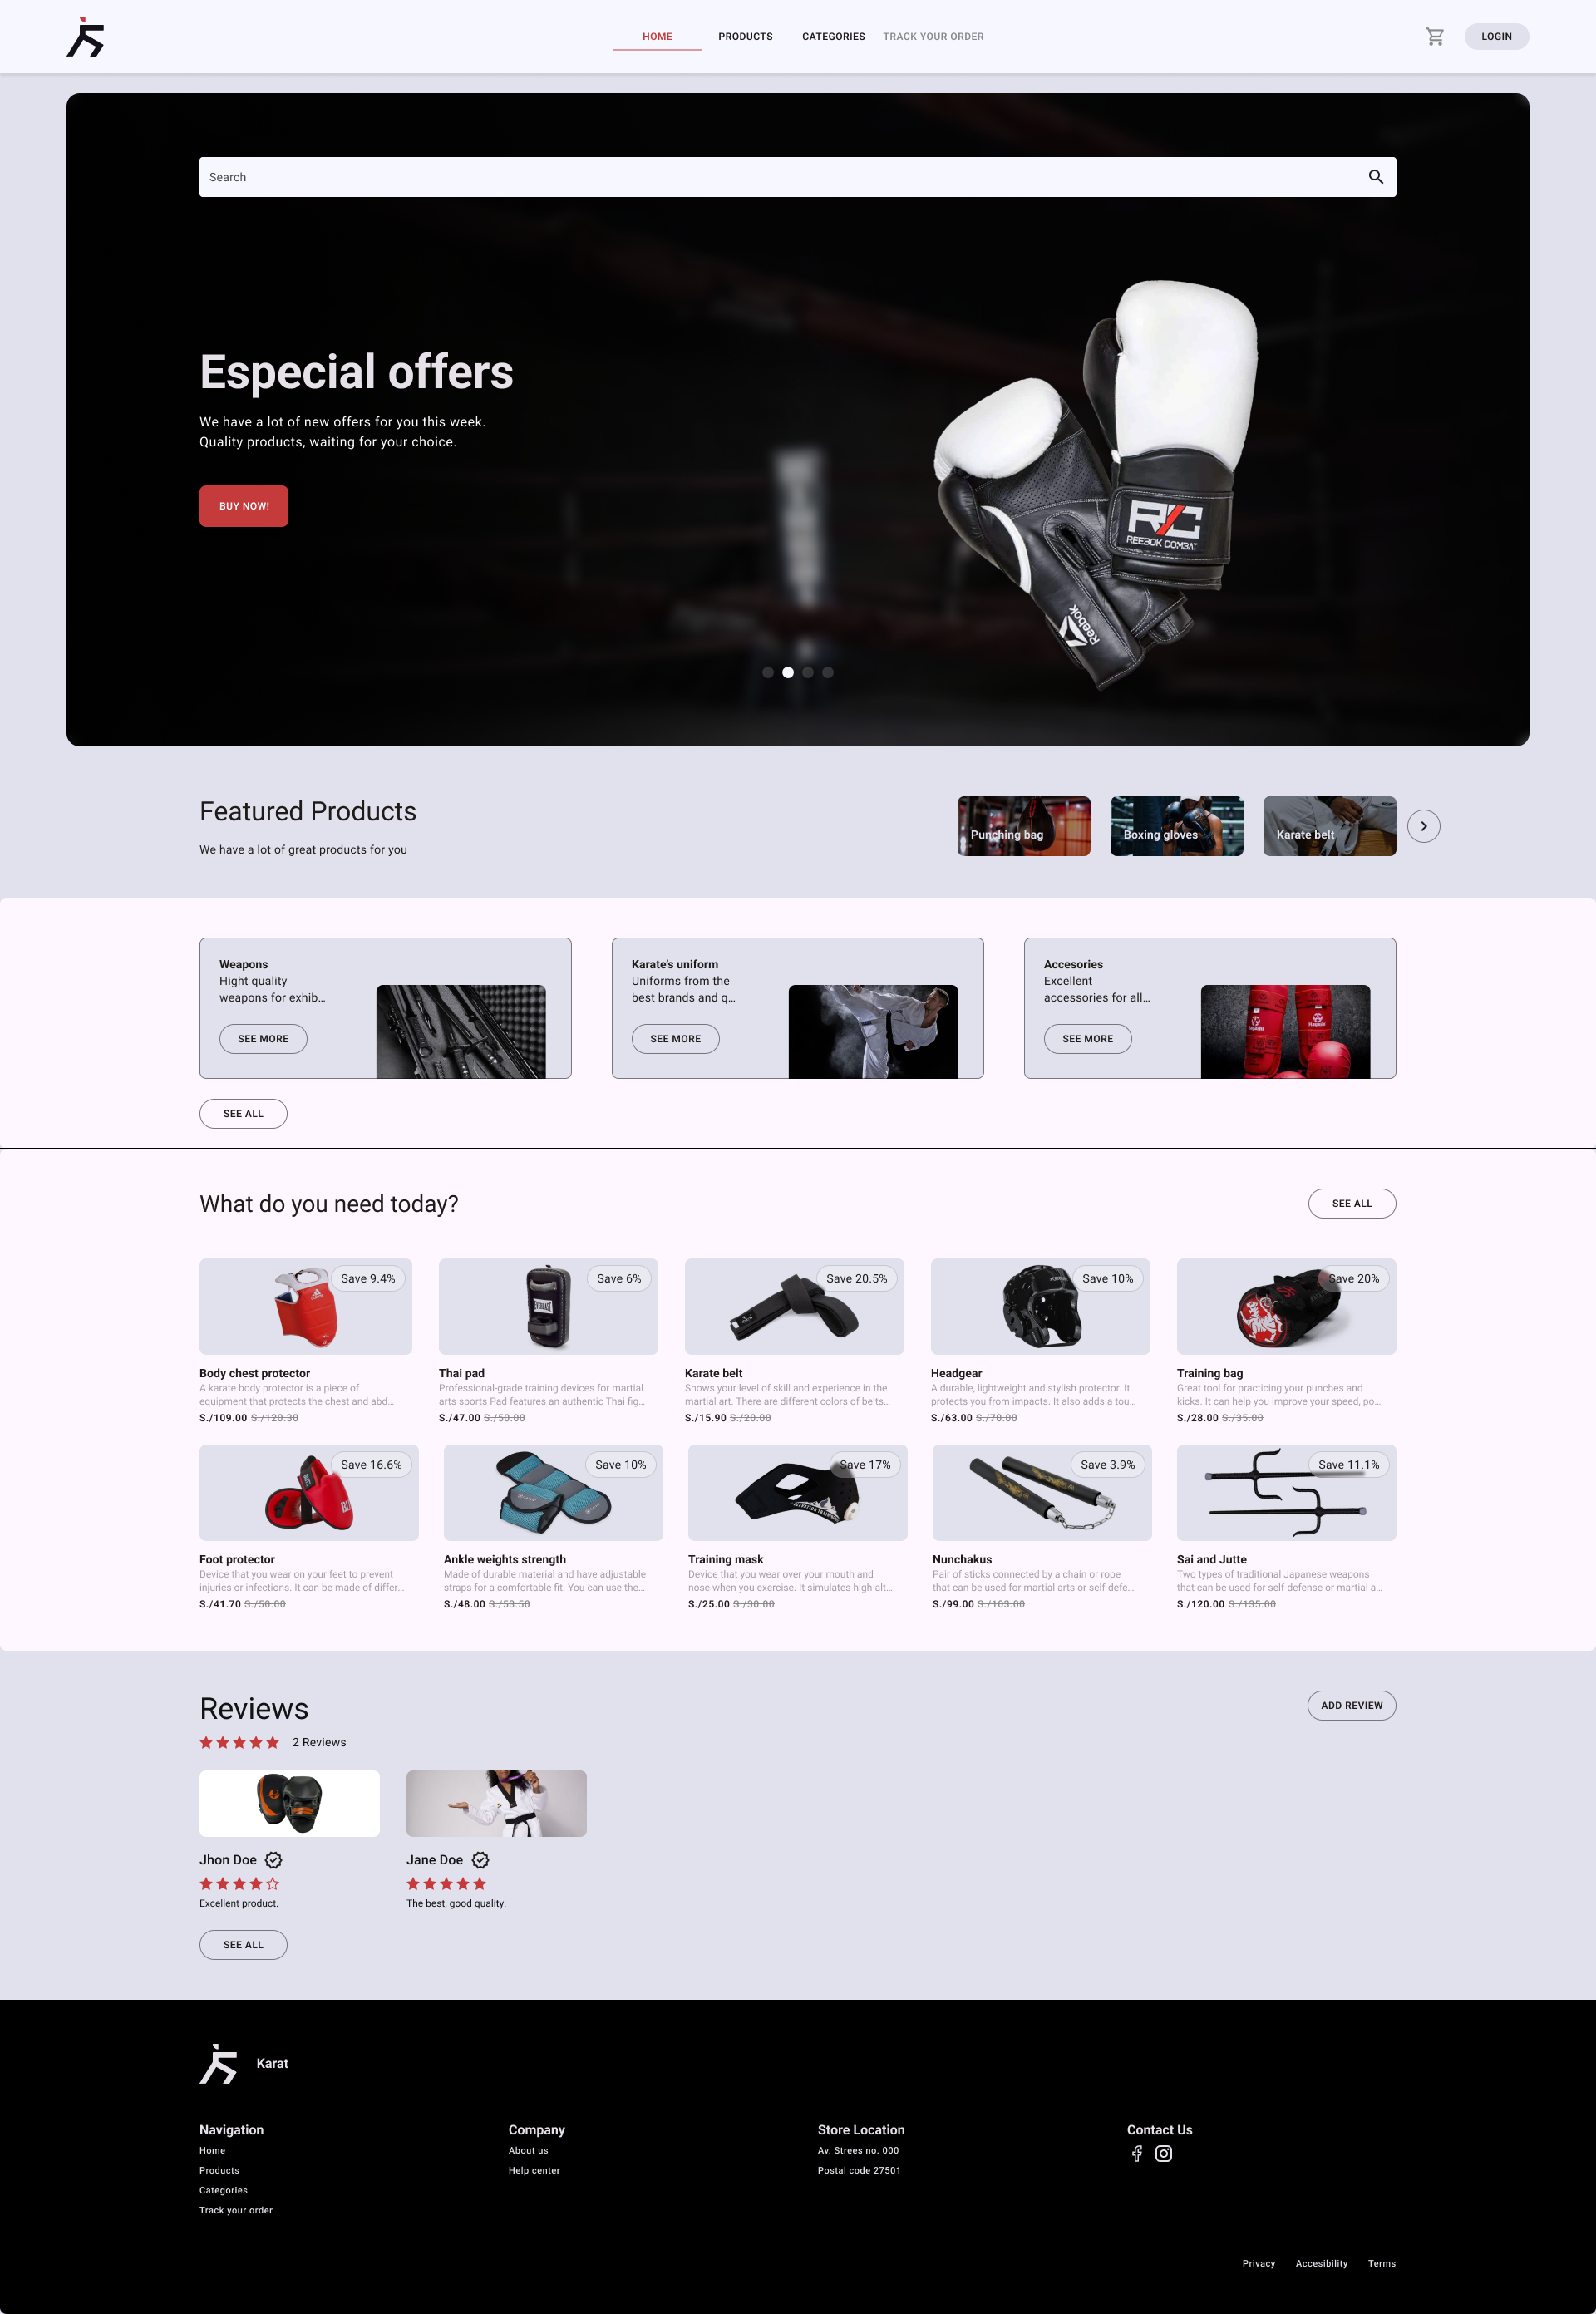 HOME
PRODUCTS
CATEGORIES
TRACK YOUR ORDER
LOGIN
Search
Especial offers
We have a lot of new offers for you this week.
Quality products, waiting for your choice.
BUY NOW!
R/C
REEBOK COMBAT
Reebok
Featured Products
We have a lot of great products for you
Punching bag
Boxing gloves
Karate belt
Weapons
Hight quality
weapons for exhib...
SEE MORE
Karate's uniform
Uniforms from the
best brands and q...
SEE MORE
Accesories
Excellent
accessories for all...
SEE MORE
SEE ALL
What do you need today?
SEE ALL
Save 9.4%
adidas
Body chest protector
A karate body protector is a piece of
equipment that protects the chest and abd...
S./109.00 S./120.30
Save 6%
EVERLAST
Thai pad
Professional-grade training devices for martial
arts sports Pad features an authentic Thai fig...
S./47.00 S./50.00
Save 20.5%
Karate belt
Shows your level of skill and experience in the
martial art. There are different colors of belts...
S./15.90 S./20.00
Save 10%
Headgear
A durable, lightweight and stylish protector. It
protects you from impacts. It also adds a tou...
S./63.00 S./70.00
Save 20%
Training bag
Great tool for practicing your punches and
kicks. It can help you improve your speed, po...
S./28.00 S./35.00
Save 16.6%
Foot protector
Device that you wear on your feet to prevent
injuries or infections. It can be made of differ...
S./41.70 S./50.00
Save 10%
Ankle weights strength
Made of durable material and have adjustable
straps for a comfortable fit. You can use the...
S./48.00 S./53.50
Save 17%
Training mask
Device that you wear over your mouth and
nose when you exercise. It simulates high-alt...
S./25.00 S./30.00
Save 3.9%
Nunchakus
Pair of sticks connected by a chain or rope
that can be used for martial arts or self-defe...
S./99.00 S./103.00
Save 11.1%
Sai and Jutte
Two types of traditional Japanese weapons
that can be used for self-defense or martial a...
S./120.00 S./135.00
Reviews
ADD REVIEW
2 Reviews
Jhon Doe
Excellent product.
Jane Doe
The best, good quality.
SEE ALL
Karat
Navigation
Home
Products
Categories
Track your order
Company
About us
Help center
Store Location
Av. Strees no. 000
Postal code 27501
Contact Us
Privacy
Accesibility
Terms